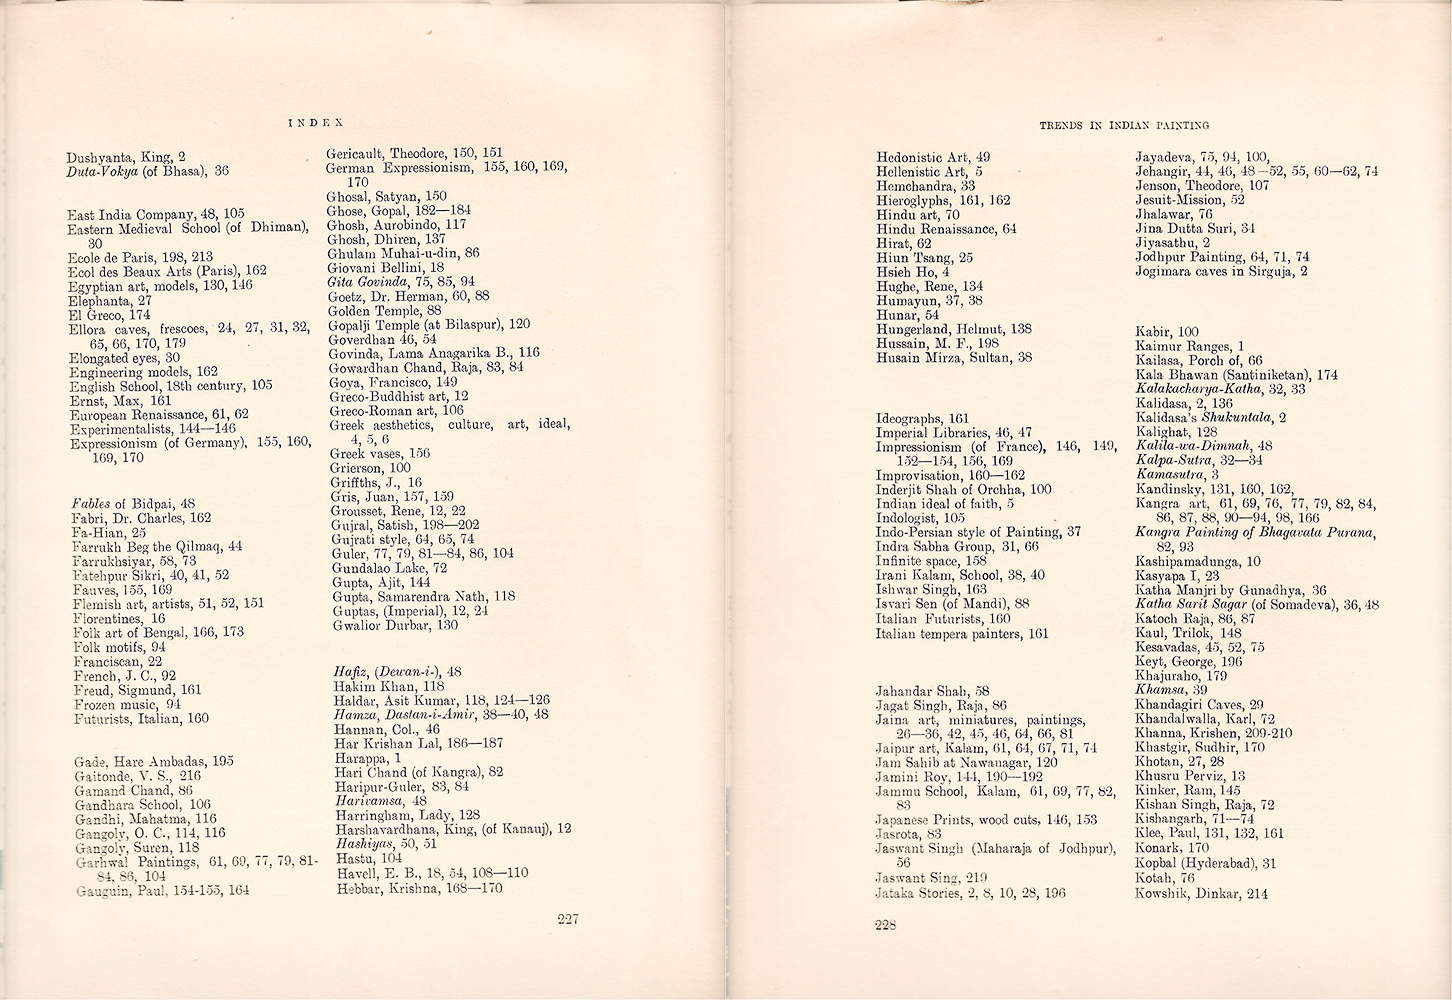 INDEX
Dushyanta, King, 2
Duta-Vokya (of Bhasa), 36
East India Company, 48, 105
Eastern Medieval School (of Dhiman),
30
Ecole de Paris, 198, 213
Ecol des Beaux Arts (Paris), 162
Egyptian art, models, 130, 146
Elephanta, 27
El Greco, 174
Ellora caves, frescoes, 24, 27, 31, 32,
65, 66, 170, 179
Elongated eyes, 30
Engineering models, 162
English School, 18th century, 105
Ernst, Max, 161
European Renaissance, 61, 62
Experimentalists, 144—146
Expressionism (of Germany), 155, 160,
169, 170
Fables of Bidpai, 48
Fabri, Dr. Charles, 162
Fa-Hian, 25
Farrukh Beg the Qilmaq, 44
Farrukhsiyar, 58, 73
Fatehpur Sikri, 40, 41, 52
Fauves, 155, 169
Flemish art, artists, 51, 52, 151
Florentines, 16
Folk art of Bengal, 166, 173
Folk motifs, 94
Franciscan, 22
French, J. C., 92
Freud, Sigmund, 161
Frozen music, 94
Futurists, Italian, 160
Gade, Hare Ambadas, 195
Gaitonde, V. S., 216
Gamand Chand, 86
Gandhara School, 106
Gandhi, Mahatma, 116
Gangoly, O. C., 114, 116
Gangoly, Suren, 118
Garhwal Paintings, 61, 69, 77, 79, 81-
84, 86, 104
Gauguin, Paul, 154-155, 164
Gericault, Theodore, 150, 151
German Expressionism, 155, 160, 169,
170
Ghosal, Satyan, 150
Ghose, Gopal, 182—184
Ghosh, Aurobindo, 117
Ghosh, Dhiren, 137
Ghulam Muhai-u-din, 86
Giovani Bellini, 18
Gita Govinda, 75, 85, 94
Goetz, Dr. Herman, 60, 88
Golden Temple, 88
Gopalji Temple (at Bilaspur), 120
Goverdhan 46, 54
Govinda, Lama Anagarika B., 116
Gowardhan Chand, Raja, 83, 84
Goya, Francisco, 149
Greco-Buddhist art, 12
Greco-Roman art, 106
Greek aesthetics, culture, art, ideal,
4, 5, 6
Greek vases, 156
Grierson, 100
Griffths, J., 16
Gris, Juan, 157, 159
Grousset, Rene, 12, 22
Gujral, Satish, 198—202
Gujrati style, 64, 65, 74
Guler, 77, 79, 81—84, 86, 104
Gundalao Lake, 72
Gupta, Ajit, 144
Gupta, Samarendra Nath, 118
Guptas, (Imperial), 12, 24
Gwalior Durbar, 130
Hafiz, (Dewan-i-), 48
Hakim Khan, 118
Haldar, Asit Kumar, 118, 124—126
Hamza, Dastan-i-Amir, 38—40, 48
Hannan, Col., 46
Har Krishan Lal, 186—187
Harappa, 1
Hari Chand (of Kangra), 82
Haripur-Guler, 83, 84
Harivamsa, 48
Harringham, Lady, 128
Harshavardhana, King, (of Kanauj), 12
Hashiyas, 50, 51
Hastu, 104
Havell, E. B., 18, 54, 108—110
Hebbar, Krishna, 168—170
227
TRENDS IN INDIAN PAINTING
Hedonistic Art, 49
Hellenistic Art, 5
Hemchandra, 33
Hieroglyphs, 161, 162
Hindu art, 70
Hindu Renaissance, 64
Hirat, 62
Hiun Tsang, 25
Hsieh Ho, 4
Hughe, Rene, 134
Humayun, 37, 38
Hunar, 54
Hungerland, Helmut, 138
Hussain, M. F., 198
Husain Mirza, Sultan, 38
Ideographs, 161
Imperial Libraries, 46, 47
Impressionism (of France), 146, 149,
152—154, 156, 169
Improvisation, 160—162
Inderjit Shah of Orchha, 100
Indian ideal of faith, 5
Indologist, 105
Indo-Persian style of Painting, 37
Indra Sabha Group, 31, 66
Infinite space, 158
Irani Kalam, School, 38, 40
Ishwar Singh, 163
Isvari Sen (of Mandi), 88
Italian Futurists, 160
Italian tempera painters, 161
Jahandar Shah, 58
Jagat Singh, Raja, 86
Jaina art, miniatures, paintings,
26—36, 42, 45, 46, 64, 66, 81
Jaipur art, Kalam, 61, 64, 67, 71, 74
Jam Sahib at Nawanagar, 120
Jamini Roy, 144, 190—192
Jammu School, Kalam, 61, 69, 77, 82,
83
Japanese Prints, wood cuts, 146, 153
Jasrota, 83
Jaswant Singh (Maharaja of Jodhpur),
56
Jaswant Sing, 219
Jataka Stories, 2, 8, 10, 28, 196
Jayadeva, 75, 94, 100,
Jehangir, 44, 46, 48—52, 55, 60—62, 74
Jenson, Theodore, 107
Jesuit-Mission, 52
Jhalawar, 76
Jina Dutta Suri, 34
Jiyasathu, 2
Jodhpur Painting, 64, 71, 74
Jogimara caves in Sirguja, 2
Kabir, 100
Kaimur Ranges, 1
Kailasa, Porch of, 66
Kala Bhawan (Santiniketan), 174
Kalakacharya-Katha, 32, 33
Kalidasa, 2, 136
Kalidasa's Shukuntala, 2
Kalighat, 128
Kalila-wa-Dimnah, 48
Kalpa-Sutra, 32—34
Kamasutra, 3
Kandinsky, 131, 160, 162,
Kangra art, 61, 69, 76, 77, 79, 82, 84,
86, 87, 88, 90—94, 98, 166
Kangra Painting of Bhagavata Purana,
82, 93
Kashipamadunga, 10
Kasyapa I, 23
Katha Manjri by Gunadhya, 36
Katha Sarit Sagar (of Somadeva), 36, 48
Katoch Raja, 86, 87
Kaul, Trilok, 148
Kesavadas, 45, 52, 75
Keyt, George, 196
Khajuraho, 179
Khamsa, 39
Khandagiri Caves, 29
Khandalwalla, Karl, 72
Khanna, Krishen, 209-210
Khastgir, Sudhir, 170
Khotan, 27, 28
Khusru Perviz, 13
Kinker, Ram, 145
Kishan Singh, Raja, 72
Kishangarh, 71—74
Klee, Paul, 131, 132, 161
Konark, 170
Kopbal (Hyderabad), 31
Kotah, 76
Kowshik, Dinkar, 214
228